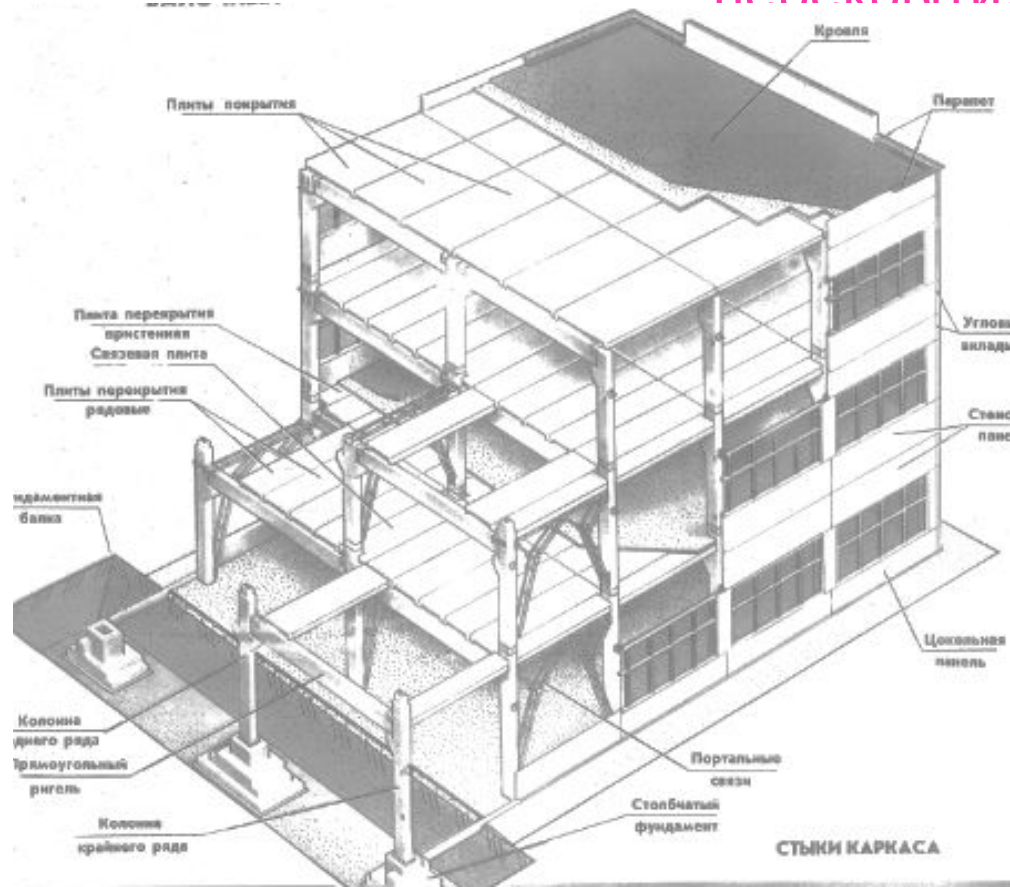 Кровля
Плиты покрытия
Парапет
Плита перекрытия
пристенная
Связевая плита
Плиты перекрытия
рядовые
балка
Цокольная
панель
Колонна
ряда
Прямоугольный
ригель
Колонна
крайнего ряда
Портальные
связи
Столбчатый
фундамент
СТЫКИ КАРКАСА